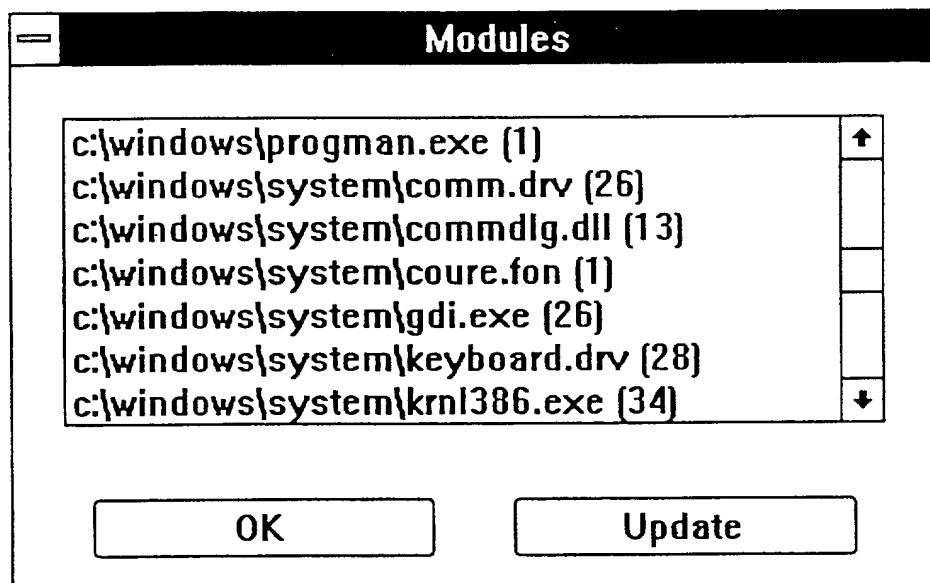 Modules
c:\windows\progman.exe (1)
c:\windows\system\comm.drv (26)
c:\windows\system\commdlg.dll (13)
c:\windows\system\coure.fon (1)
c:\windows\system\gdi.exe (26)
c:\windows\system\keyboard.drv (28)
c:\windows\system\krnl386.exe (34)
OK
Update